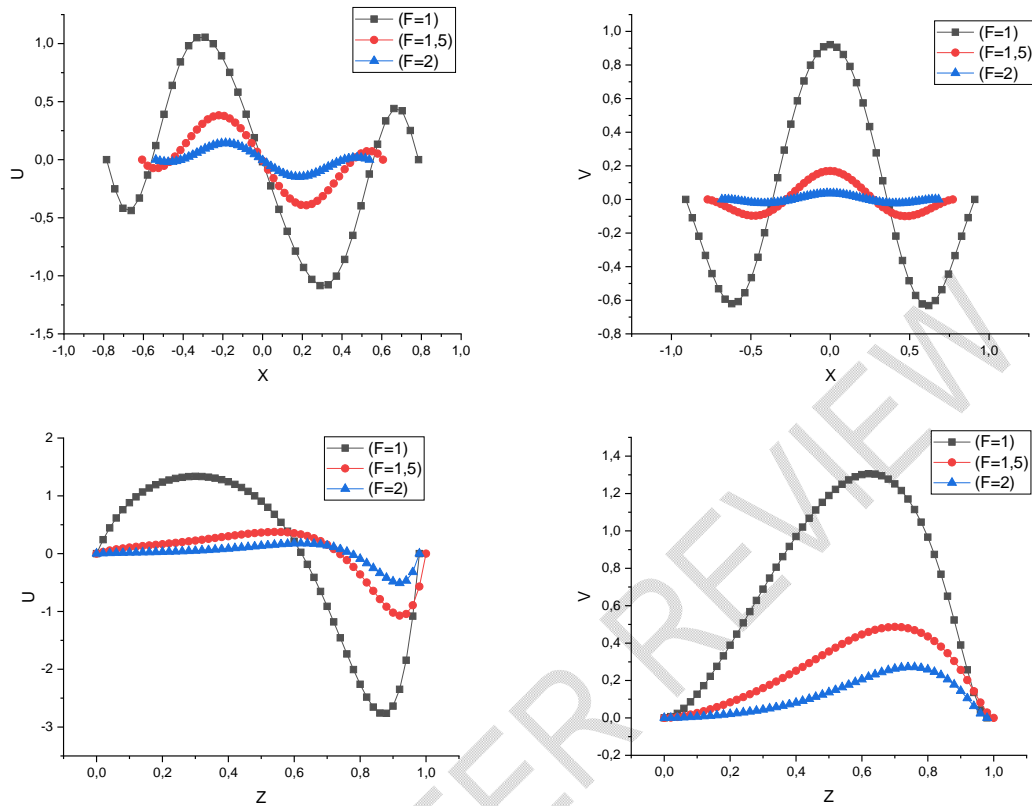 (F=1)
(F=1,5)
(F=2)
1,0
0,5
0,0
-0,5
-1,0
-1,5
U
-1,0 -0,8 -0,6 -0,4 -0,2 0,0 0,2 0,4 0,6 0,8 1,0
X
(F=1)
(F=1,5)
(F=2)
1,0
0,8
0,6
0,4
0,2
0,0
-0,2
-0,4
-0,6
-0,8
V
-1,0 -0,5 0,0 0,5 1,0
X
(F=1)
(F=1,5)
(F=2)
2
1
0
-1
-2
-3
U
0,0 0,2 0,4 0,6 0,8 1,0
Z
(F=1)
(F=1,5)
(F=2)
1,4
1,2
1,0
0,8
0,6
0,4
0,2
0,0
-0,2
V
0,0 0,2 0,4 0,6 0,8 1,0
Z
ER REVIEW